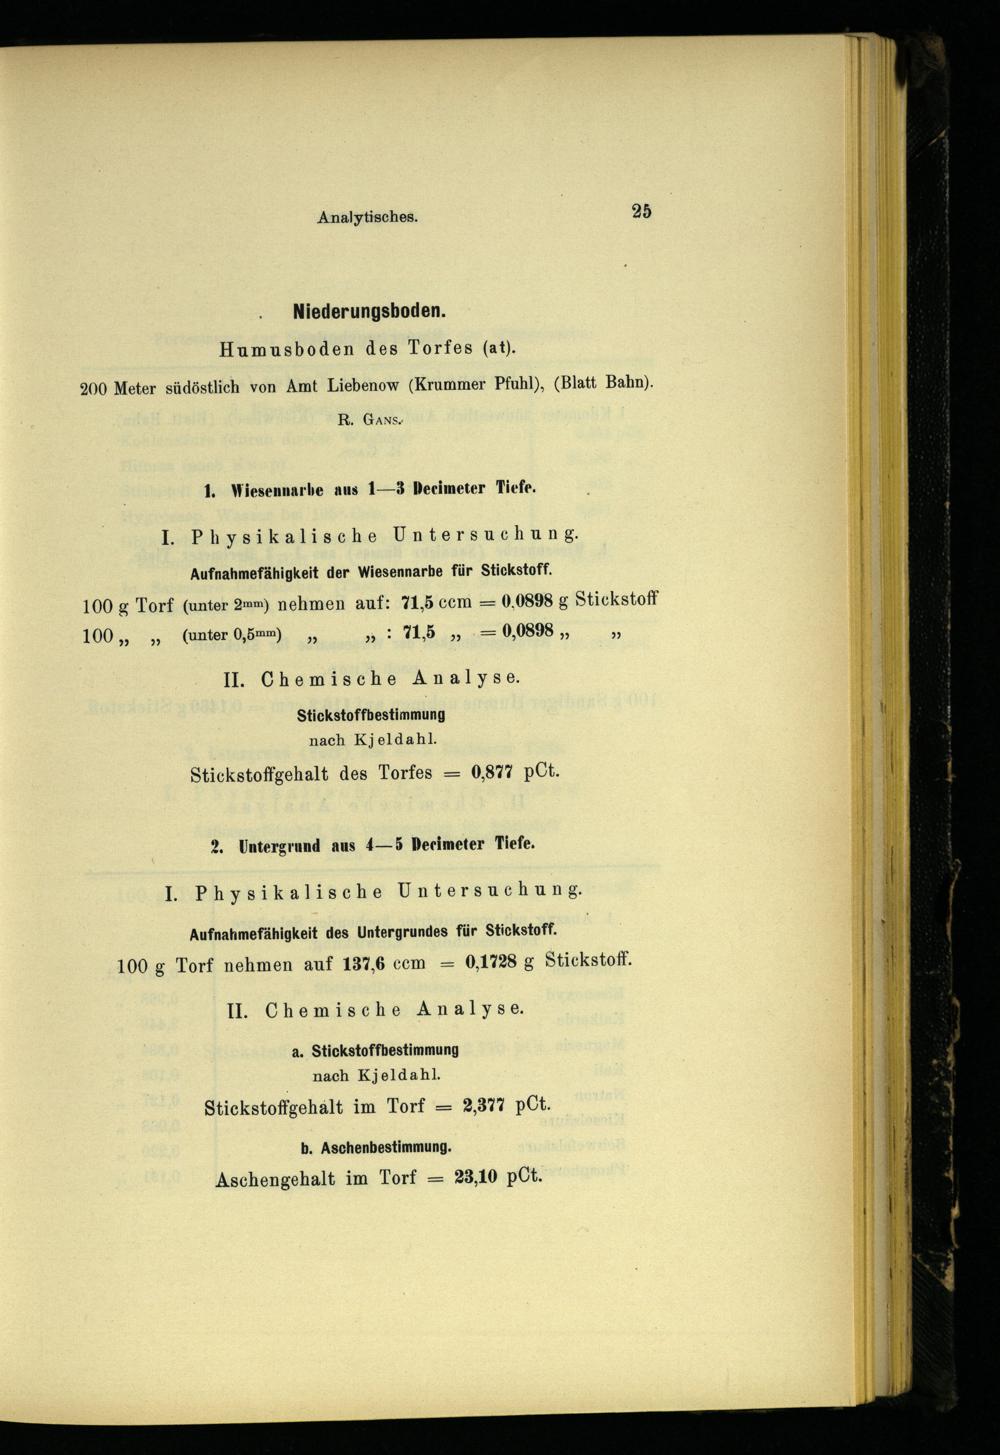 Analytisches. 25
Niederungsboden.
Humusboden des Torfes (at).
200 Meter südöstlich von Amt Liebenow (Krummer Pfuhl), (Blatt Bahn).
R. Gans.
1. Wiesennarbe aus 1—3 Decimeter Tiefe.
I. Physikalische Untersuchung.
Aufnahmefähigkeit der Wiesennarbe für Stickstoff.
100 g Torf (unter 2mm) nehmen auf: 71,5 ccm = 0,0898 g Stickstoff
100 „ „ (unter 0,5mm) „ „ : 71,5 „ = 0,0898 „ „
II. Chemische Analyse.
Stickstoffbestimmung
nach Kjeldahl.
Stickstoffgehalt des Torfes = 0,877 pCt.
2. Untergrund aus 4—5 Decimeter Tiefe.
I. Physikalische Untersuchung.
Aufnahmefähigkeit des Untergrundes für Stickstoff.
100 g Torf nehmen auf 137,6 ccm = 0,1728 g Stickstoff.
II. Chemische Analyse.
a. Stickstoffbestimmung
nach Kjeldahl.
Stickstoffgehalt im Torf = 2,377 pCt.
b. Aschenbestimmung.
Aschengehalt im Torf = 23,10 pCt.